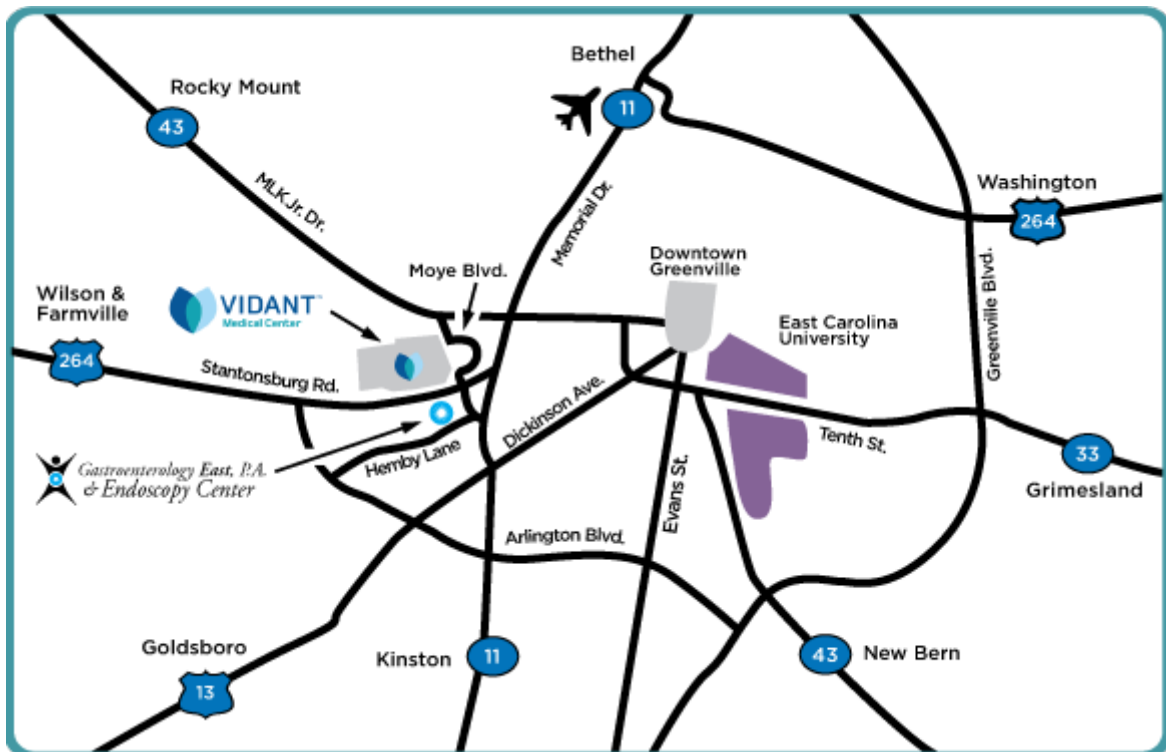 Bethel
11
Rocky Mount
43
MLK Jr. Dr.
Memorial Dr.
Washington
264
Greenville Blvd.
Downtown
Greenville
Moye Blvd.
Wilson &
Farmville
264
VIDANT™
Medical Center
East Carolina
University
Stantonsburg Rd.
Dickinson Ave.
Hemby Lane
Gastroenterology East, P.A.
& Endoscopy Center
Evans St.
Tenth St.
33
Grimesland
Arlington Blvd.
Goldsboro
13
Kinston
11
43
New Bern